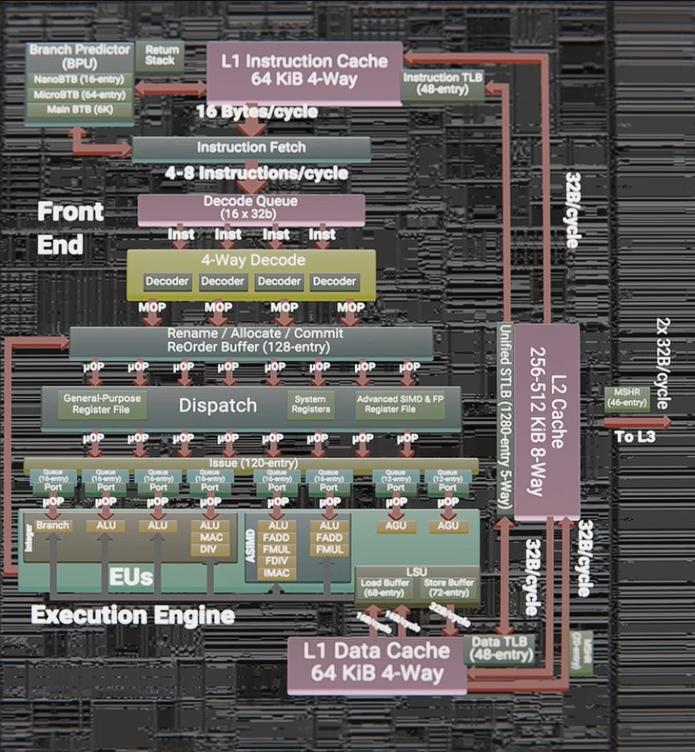 Branch Predictor
(BPU)
NanoBTB (16-entry)
MicroBTB (64-entry)
Main BTB (6K)
Return
Stack
L1 Instruction Cache
64 KiB 4-Way
Instruction TLB
(48-entry)
16 Bytes/cycle
Instruction Fetch
4-8 Instructions/cycle
Front
End
Decode Queue
(16 x 32b)
Inst Inst Inst Inst
4-Way Decode
Decoder Decoder Decoder Decoder
MOP MOP MOP MOP
Rename / Allocate / Commit
ReOrder Buffer (128-entry)
µOP µOP µOP µOP µOP µOP µOP µOP
General-Purpose
Register File
Dispatch
System
Registers
Advanced SIMD & FP
Register File
µOP µOP µOP µOP µOP µOP µOP µOP
Issue (120-entry)
Queue Queue Queue Queue Queue Queue Queue Queue
(16-entry) (16-entry) (16-entry) (16-entry) (16-entry) (16-entry) (12-entry) (12-entry)
Port Port Port Port Port Port Port Port
µOP µOP µOP µOP µOP µOP µOP µOP
Integer
Branch
ALU
ALU
ALU
MAC
DIV
ASIMD
ALU
FADD
FMUL
FDIV
IMAC
ALU
FADD
FMUL
AGU
AGU
EUs
Execution Engine
LSU
Load Buffer
(68-entry)
Store Buffer
(72-entry)
L1 Data Cache
64 KiB 4-Way
Data TLB
(48-entry)
MSHR
(20-entry)
32B/cycle
32B/cycle
32B/cycle
Unified STLB (1280-entry 5-Way)
L2 Cache
256-512 KiB 8-Way
MSHR
(46-entry)
To L3
2x 32B/cycle